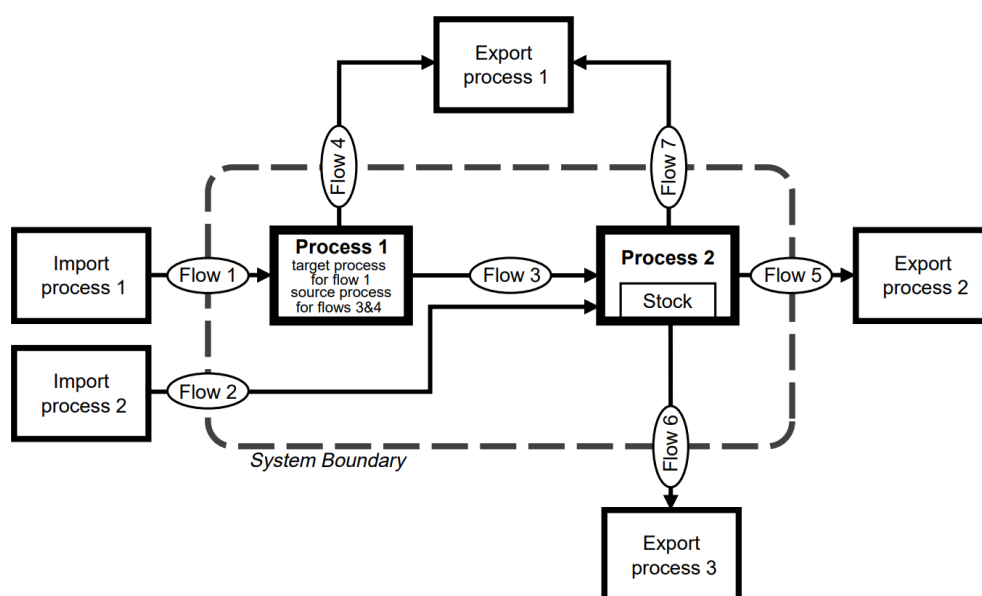 Export
process 1
Flow 4
Flow 7
Import
process 1
Flow 1
Process 1
target process
for flow 1
source process
for flows 3&4
Flow 3
Process 2
Stock
Flow 5
Export
process 2
Import
process 2
Flow 2
Flow 6
System Boundary
Export
process 3